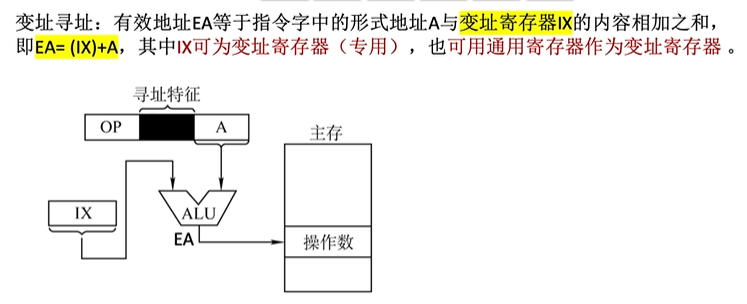 变址寻址：有效地址EA等于指令字中的形式地址A与变址寄存器IX的内容相加之和，
即EA= (IX)+A，其中IX可为变址寄存器（专用），也可用通用寄存器作为变址寄存器 。
寻址特征
OP A
主存
IX
ALU
EA
操作数